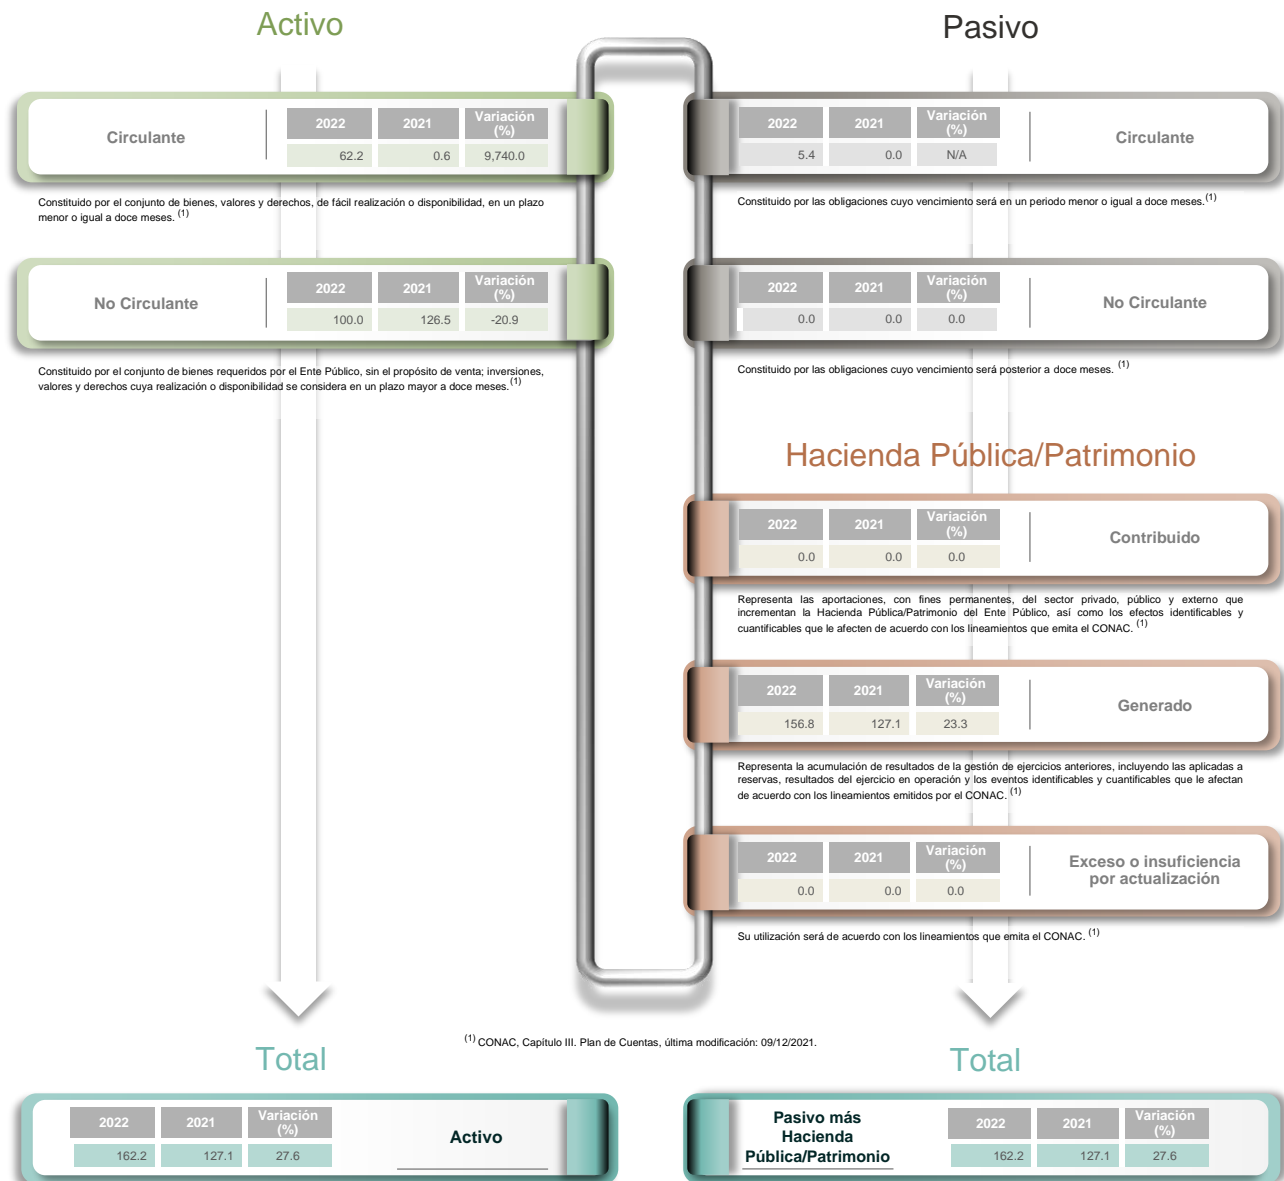 Activo
Circulante
2022 2021 Variación (%)
62.2 0.6 9,740.0
Constituido por el conjunto de bienes, valores y derechos, de fácil realización o disponibilidad, en un plazo
menor o igual a doce meses. (1)
No Circulante
2022 2021 Variación (%)
100.0 126.5 -20.9
Constituido por el conjunto de bienes requeridos por el Ente Público, sin el propósito de venta; inversiones,
valores y derechos cuya realización o disponibilidad se considera en un plazo mayor a doce meses. (1)
Pasivo
2022 2021 Variación (%)
5.4 0.0 N/A
Circulante
Constituido por las obligaciones cuyo vencimiento será en un periodo menor o igual a doce meses. (1)
2022 2021 Variación (%)
0.0 0.0 0.0
No Circulante
Constituido por las obligaciones cuyo vencimiento será posterior a doce meses. (1)
Hacienda Pública/Patrimonio
2022 2021 Variación (%)
0.0 0.0 0.0
Contribuido
Representa las aportaciones, con fines permanentes, del sector privado, público y externo que
incrementan la Hacienda Pública/Patrimonio del Ente Público, así como los efectos identificables y
cuantificables que le afecten de acuerdo con los lineamientos que emita el CONAC. (1)
2022 2021 Variación (%)
156.8 127.1 23.3
Generado
Representa la acumulación de resultados de la gestión de ejercicios anteriores, incluyendo las aplicadas a
reservas, resultados del ejercicio en operación y los eventos identificables y cuantificables que le afectan
de acuerdo con los lineamientos emitidos por el CONAC. (1)
2022 2021 Variación (%)
0.0 0.0 0.0
Exceso o insuficiencia
por actualización
Su utilización será de acuerdo con los lineamientos que emita el CONAC. (1)
(1) CONAC, Capítulo III. Plan de Cuentas, última modificación: 09/12/2021.
Total
2022 2021 Variación (%)
162.2 127.1 27.6
Activo
Total
Pasivo más
Hacienda
Pública/Patrimonio
2022 2021 Variación (%)
162.2 127.1 27.6